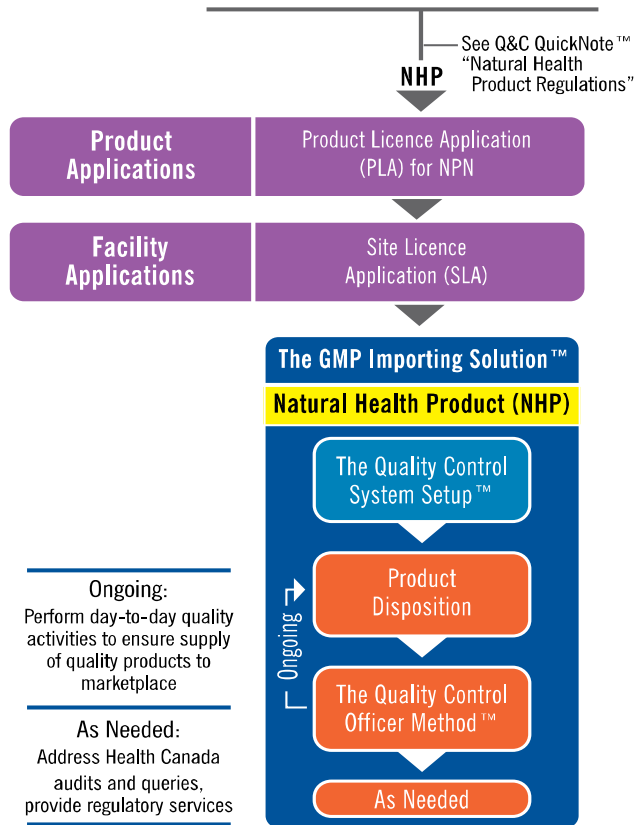 See Q&C QuickNote™
“Natural Health
Product Regulations”
NHP
Product
Applications
Product Licence Application
(PLA) for NPN
Facility
Applications
Site Licence
Application (SLA)
The GMP Importing Solution™
Natural Health Product (NHP)
The Quality Control
System Setup™
Product
Disposition
Ongoing
The Quality Control
Officer Method™
As Needed
Ongoing:
Perform day-to-day quality
activities to ensure supply
of quality products to
marketplace
As Needed:
Address Health Canada
audits and queries,
provide regulatory services